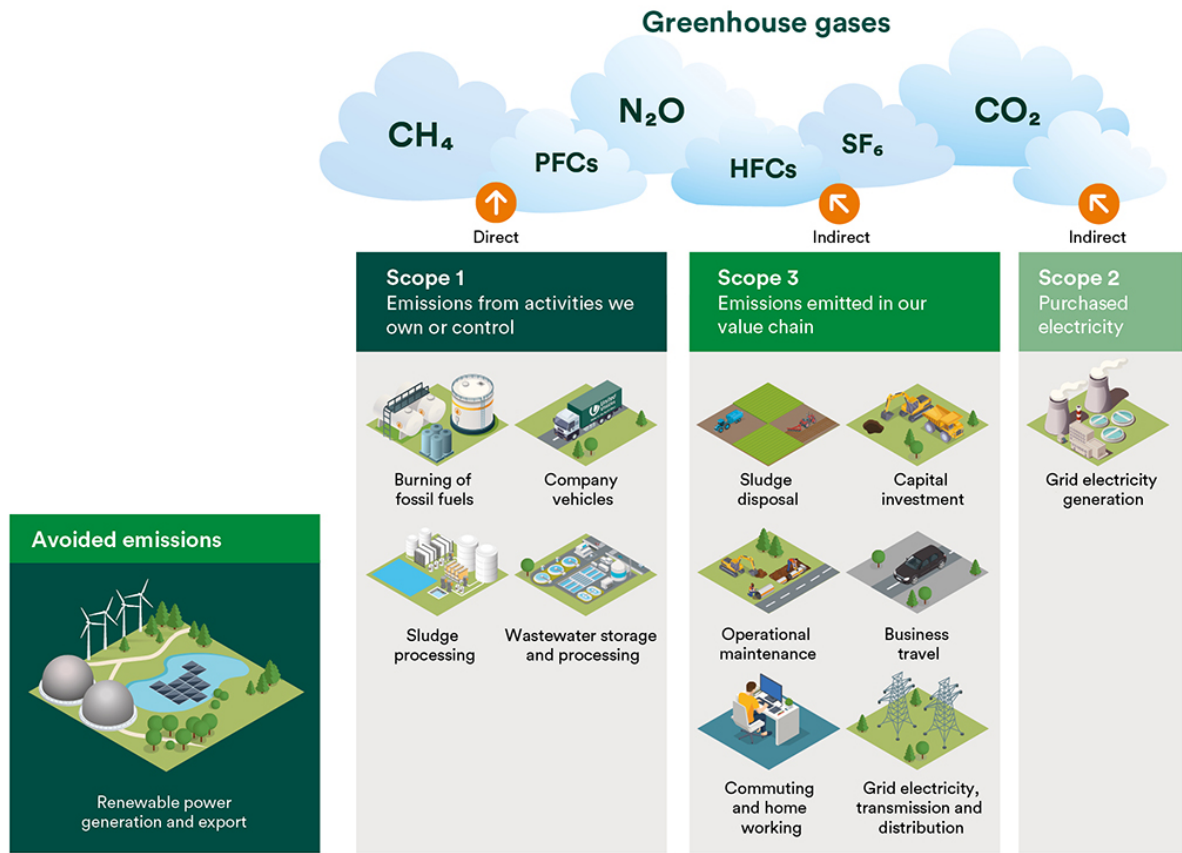 Greenhouse gases
CH₄
N₂O
CO₂
PFCs
HFCs
SF₆
Direct
Indirect
Indirect
Scope 1
Emissions from activities we
own or control
Burning of
fossil fuels
Company
vehicles
Sludge
processing
Wastewater storage
and processing
Scope 3
Emissions emitted in our
value chain
Sludge
disposal
Capital
investment
Operational
maintenance
Business
travel
Commuting
and home
working
Grid electricity,
transmission and
distribution
Scope 2
Purchased
electricity
Grid electricity
generation
Avoided emissions
Renewable power
generation and export